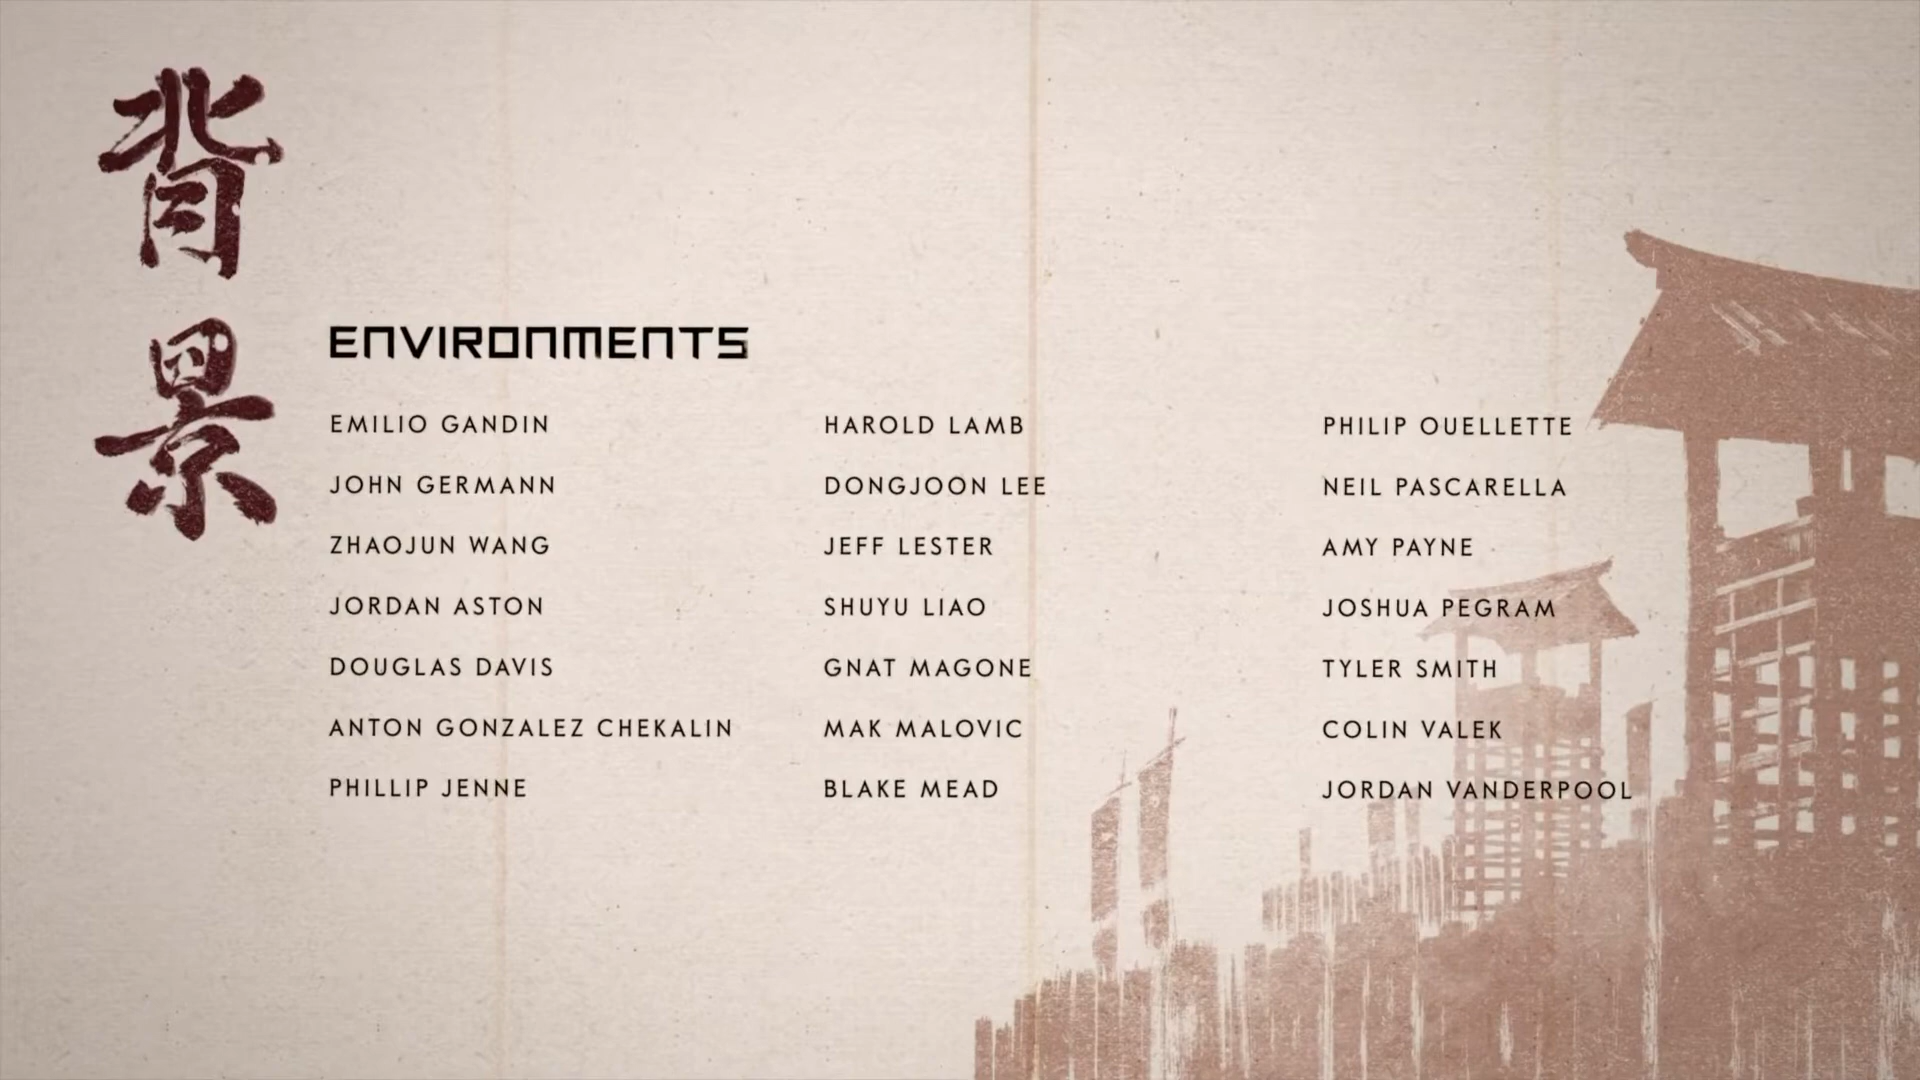 背景
ENVIRONMENTS
EMILIO GANDIN
JOHN GERMANN
ZHAOJUN WANG
JORDAN ASTON
DOUGLAS DAVIS
ANTON GONZALEZ CHEKALIN
PHILLIP JENNE
HAROLD LAMB
DONGJOON LEE
JEFF LESTER
SHUYU LIAO
GNAT MAGONE
MAK MALOVIC
BLAKE MEAD
PHILIP OUELLETTE
NEIL PASCARELLA
AMY PAYNE
JOSHUA PEGRAM
TYLER SMITH
COLIN VALEK
JORDAN VANDERPOOL